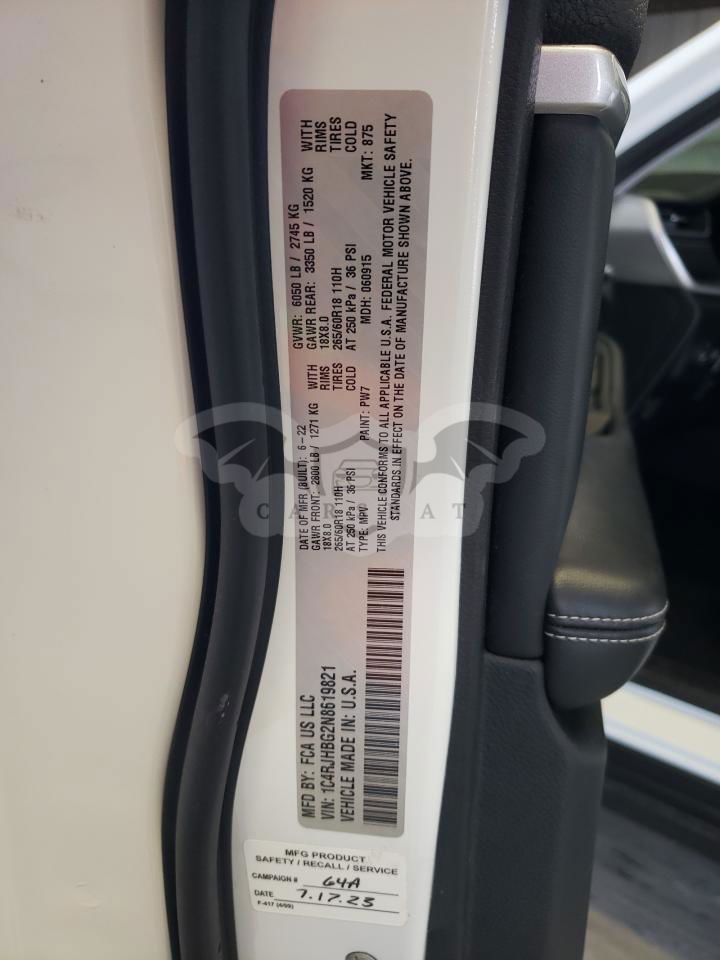 MFD BY: FCA US LLC
VIN: 1C4RJHBG2N8619821
VEHICLE MADE IN: U.S.A.
DATE OF MFR (BUILT): 6-22 GVWR: 6050 LB / 2745 KG
GAWR FRONT: 2800 LB / 1271 KG WITH GAWR REAR: 3350 LB / 1520 KG WITH
18X8.0 RIMS 18X8.0 RIMS
265/60R18 110H TIRES 265/60R18 110H TIRES
AT 250 kPa / 36 PSI COLD AT 250 kPa / 36 PSI COLD
TYPE: MPV PAINT: PW7 MDH: 060915 MKT: 875
THIS VEHICLE CONFORMS TO ALL APPLICABLE U.S.A. FEDERAL MOTOR VEHICLE SAFETY
STANDARDS IN EFFECT ON THE DATE OF MANUFACTURE SHOWN ABOVE.
MFG PRODUCT
SAFETY / RECALL / SERVICE
CAMPAIGN # 64A
DATE 7.17.25
F-417 (4/99)